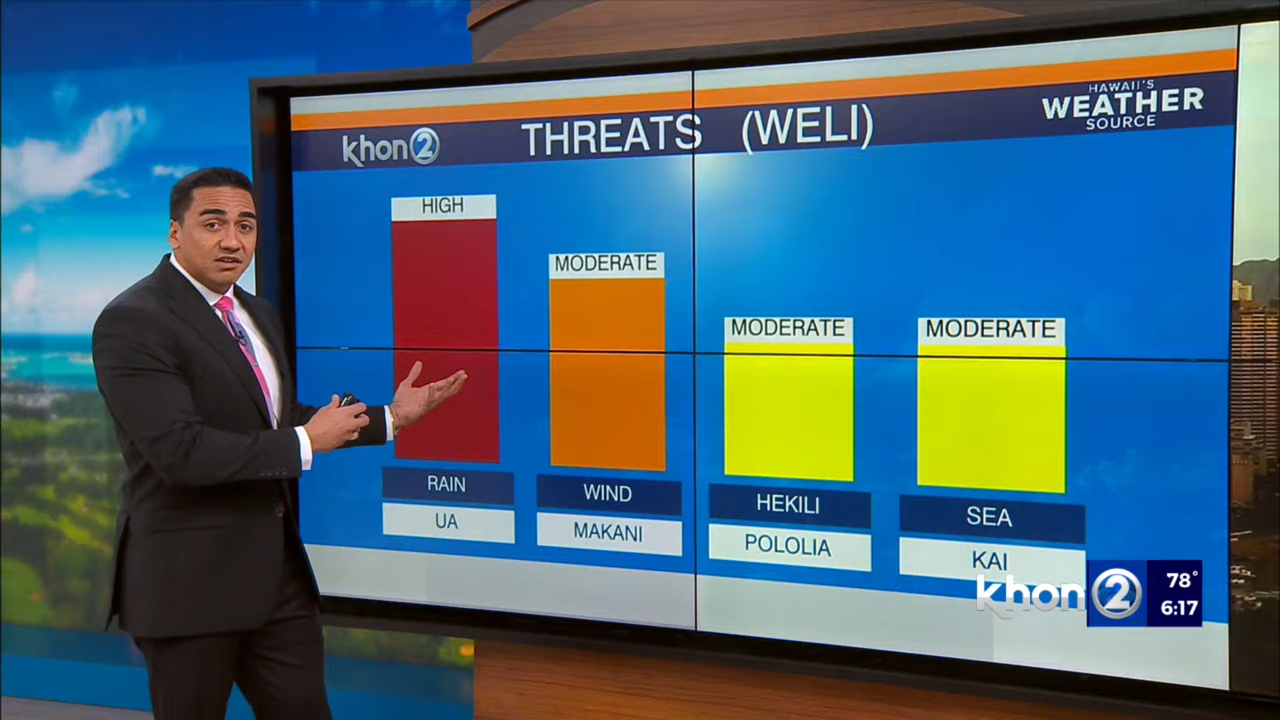 khon2
THREATS (WELI)
HAWAII'S
WEATHER
SOURCE
HIGH
MODERATE
MODERATE
MODERATE
RAIN
WIND
HEKILI
SEA
UA
MAKANI
POLOLIA
KAI
khon2
78°
6:17